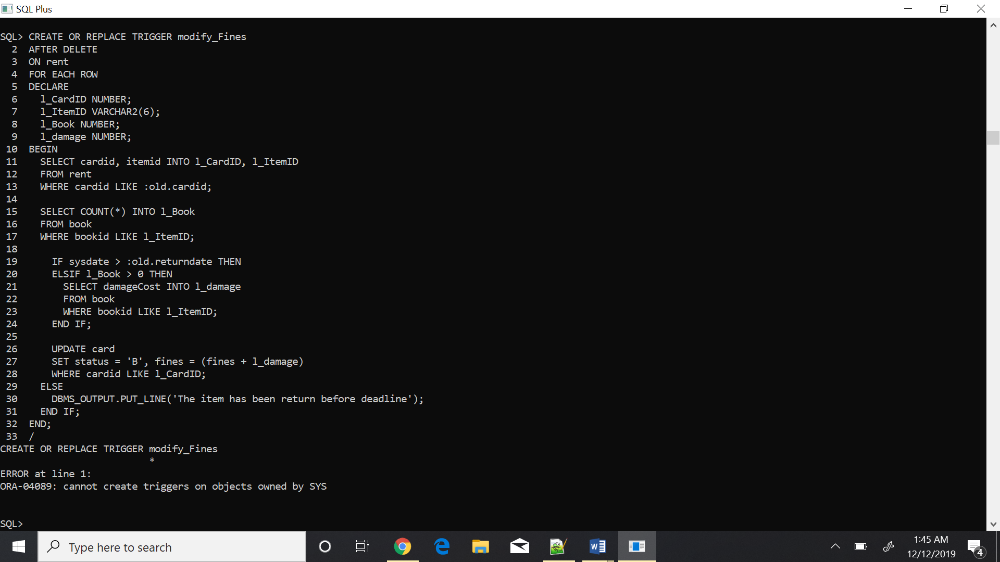 SQL Plus
SQL> CREATE OR REPLACE TRIGGER modify_Fines
  2  AFTER DELETE
  3  ON rent
  4  FOR EACH ROW
  5  DECLARE
  6    l_CardID NUMBER;
  7    l_ItemID VARCHAR2(6);
  8    l_Book NUMBER;
  9    l_damage NUMBER;
 10  BEGIN
 11    SELECT cardid, itemid INTO l_CardID, l_ItemID
 12    FROM rent
 13    WHERE cardid LIKE :old.cardid;
 14
 15    SELECT COUNT(*) INTO l_Book
 16    FROM book
 17    WHERE bookid LIKE l_ItemID;
 18
 19      IF sysdate > :old.returndate THEN
 20      ELSIF l_Book > 0 THEN
 21        SELECT damageCost INTO l_damage
 22        FROM book
 23        WHERE bookid LIKE l_ItemID;
 24      END IF;
 25
 26      UPDATE card
 27      SET status = 'B', fines = (fines + l_damage)
 28      WHERE cardid LIKE l_CardID;
 29    ELSE
 30      DBMS_OUTPUT.PUT_LINE('The item has been return before deadline');
 31    END IF;
 32  END;
 33  /
CREATE OR REPLACE TRIGGER modify_Fines
                          *
ERROR at line 1:
ORA-04089: cannot create triggers on objects owned by SYS
SQL>
Type here to search
W
1:45 AM
12/12/2019
4